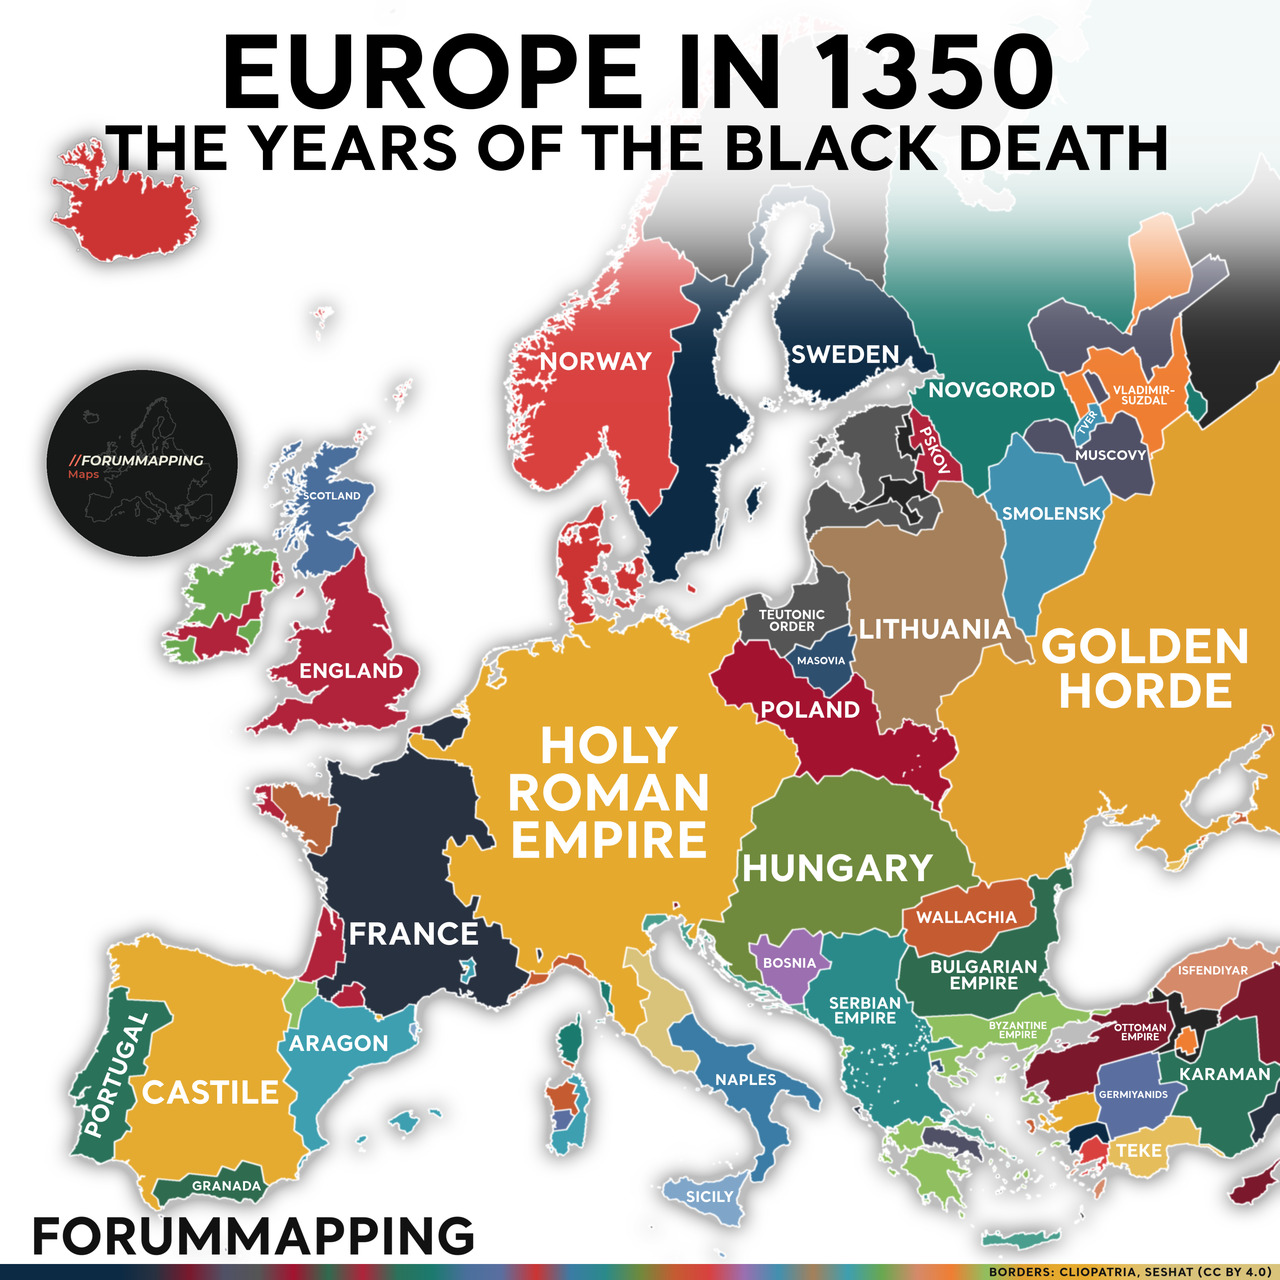 EUROPE IN 1350
THE YEARS OF THE BLACK DEATH
//FORUMMAPPING
Maps
NORWAY
SWEDEN
NOVGOROD
VLADIMIR-
SUZDAL
TVER
PSKOV
MUSCOVY
SCOTLAND
SMOLENSK
TEUTONIC
ORDER
LITHUANIA
GOLDEN
HORDE
MASOVIA
ENGLAND
POLAND
HOLY
ROMAN
EMPIRE
HUNGARY
FRANCE
WALLACHIA
BOSNIA
BULGARIAN
EMPIRE
SERBIAN
EMPIRE
ISFENDIYAR
BYZANTINE
EMPIRE
OTTOMAN
EMPIRE
PORTUGAL
ARAGON
CASTILE
NAPLES
KARAMAN
GERMIYANIDS
TEKE
GRANADA
SICILY
FORUMMAPPING
BORDERS: CLIOPATRIA, SESHAT (CC BY 4.0)